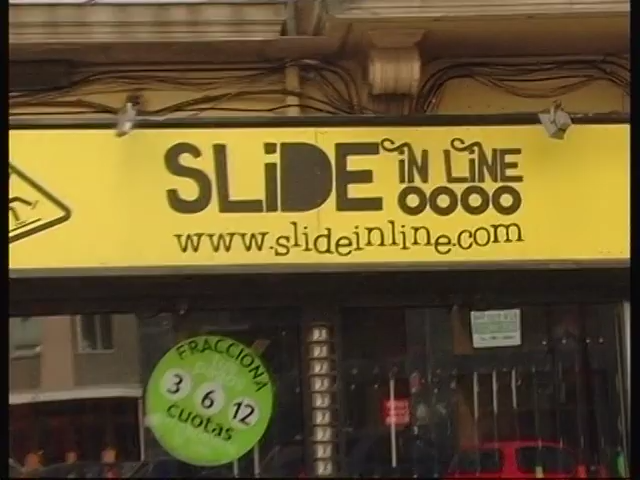 SLiDE iN LiNE
www.slideinline.com
FRACCIONA
3 6 12
cuotas